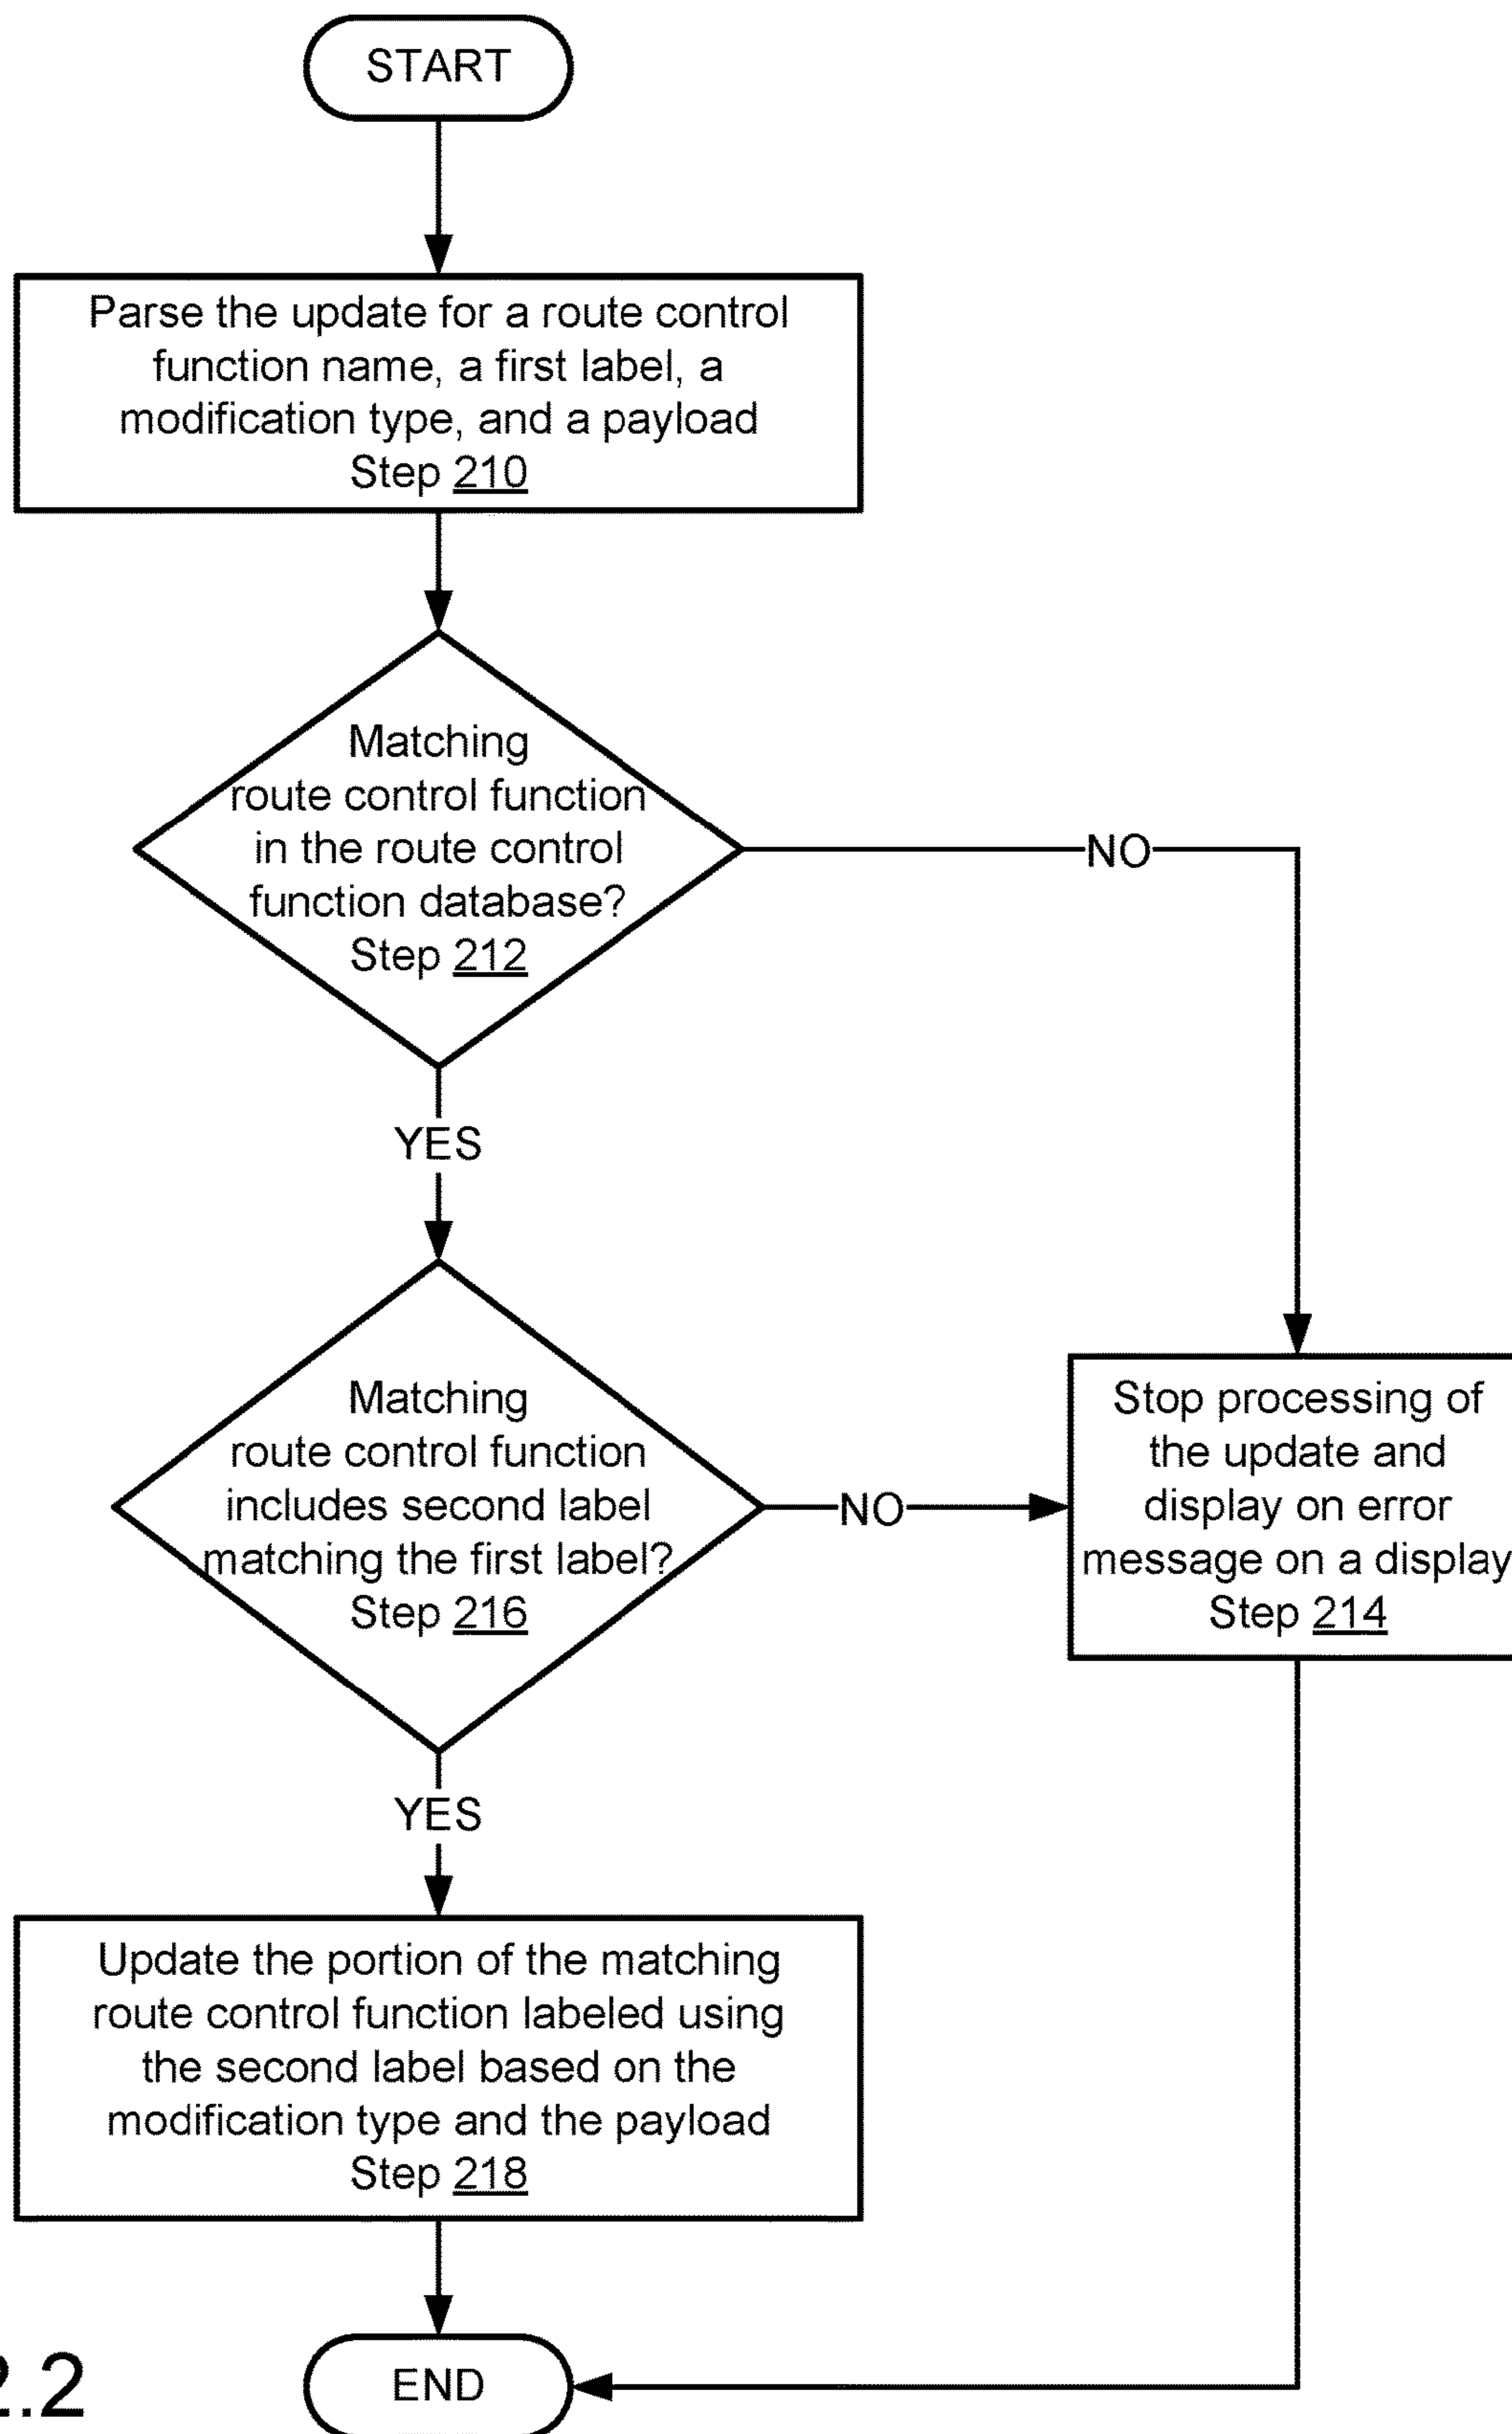 START
Parse the update for a route control
function name, a first label, a
modification type, and a payload
Step 210
Matching
route control function
in the route control
function database?
Step 212
NO
YES
Matching
route control function
includes second label
matching the first label?
Step 216
NO
Stop processing of
the update and
display on error
message on a display
Step 214
YES
Update the portion of the matching
route control function labeled using
the second label based on the
modification type and the payload
Step 218
END
2.2